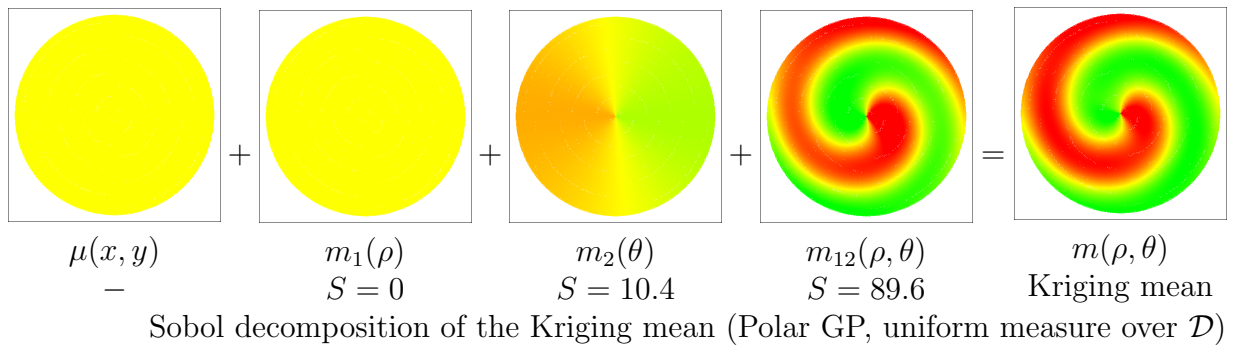 + + + =
μ(x, y) m₁(ρ) m₂(θ) m₁₂(ρ, θ) m(ρ, θ)
− S = 0 S = 10.4 S = 89.6 Kriging mean
Sobol decomposition of the Kriging mean (Polar GP, uniform measure over 𝒟)